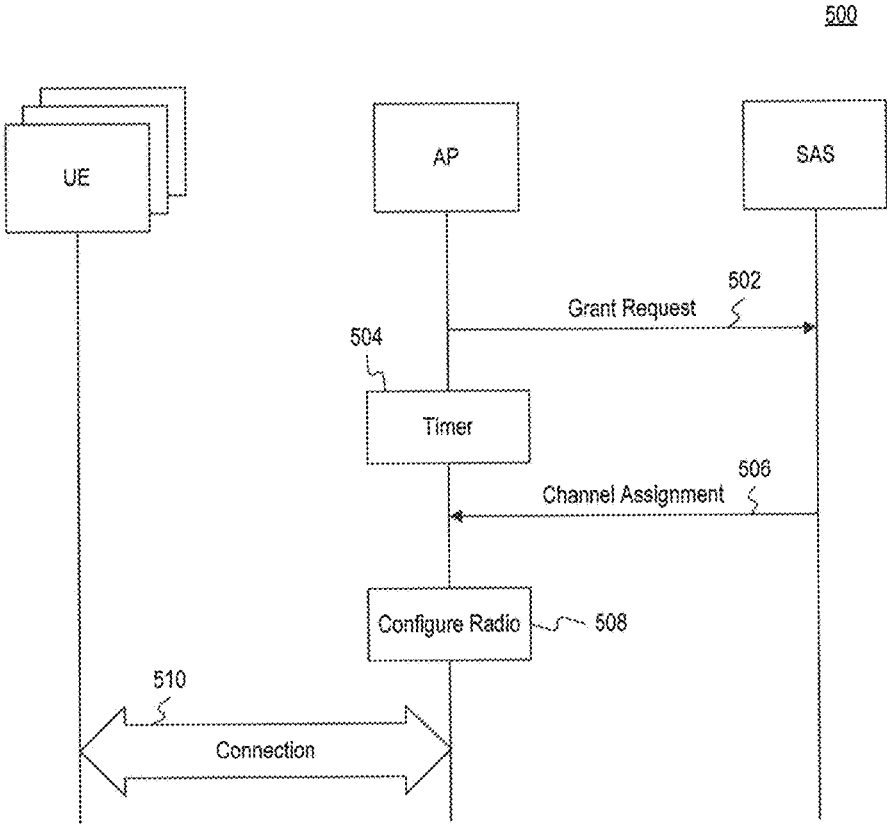 500
UE
AP
SAS
502
Grant Request
504
Timer
506
Channel Assignment
Configure Radio
508
510
Connection